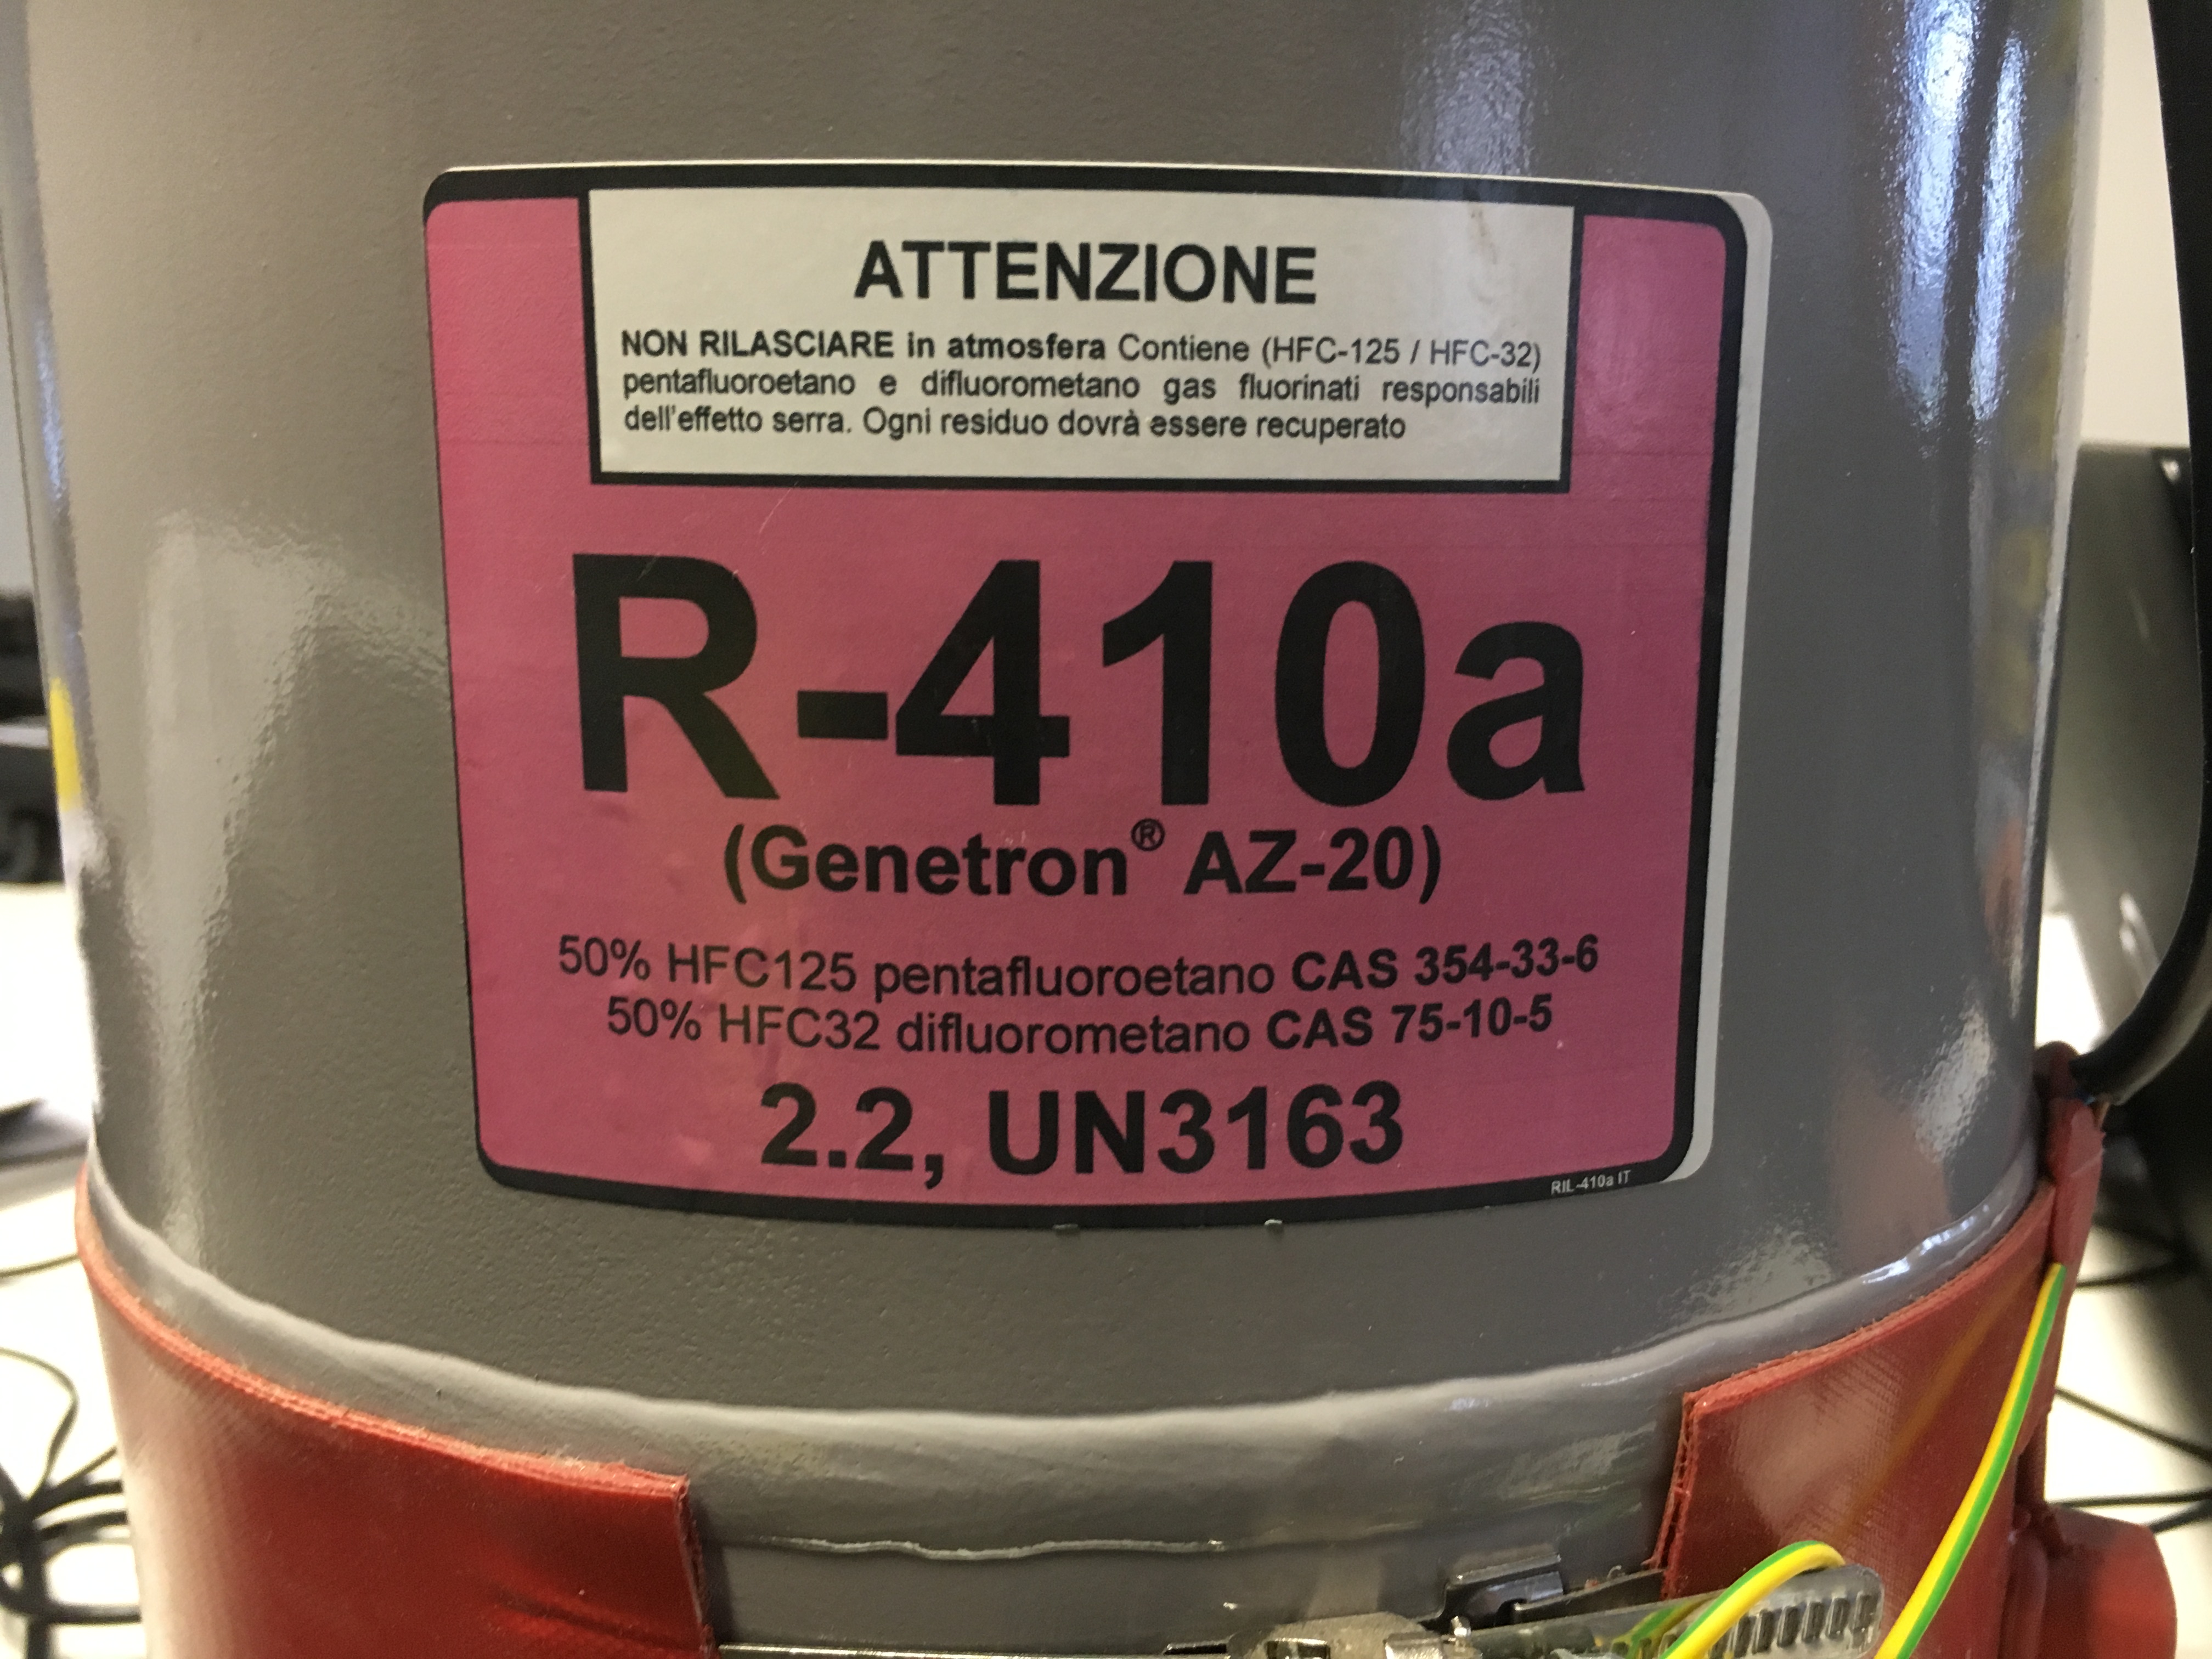 ATTENZIONE
NON RILASCIARE in atmosfera Contiene (HFC-125 / HFC-32)
pentafluoroetano e difluorometano gas fluorinati responsabili
dell'effetto serra. Ogni residuo dovrà essere recuperato
R-410a
(Genetron® AZ-20)
50% HFC125 pentafluoroetano CAS 354-33-6
50% HFC32 difluorometano CAS 75-10-5
2.2, UN3163
RIL-410a IT